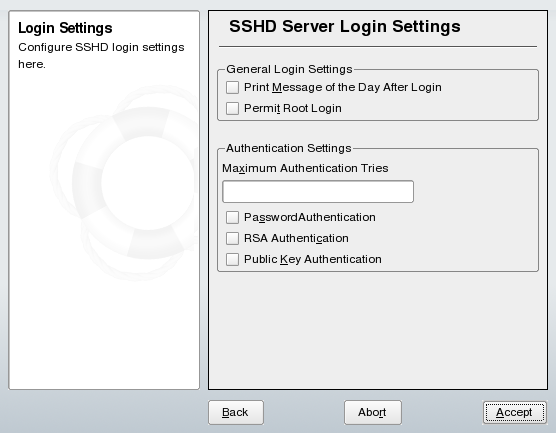 Login Settings
Configure SSHD login settings
here.
SSHD Server Login Settings
General Login Settings
Print Message of the Day After Login
Permit Root Login
Authentication Settings
Maximum Authentication Tries
PasswordAuthentication
RSA Authentication
Public Key Authentication
Back
Abort
Accept